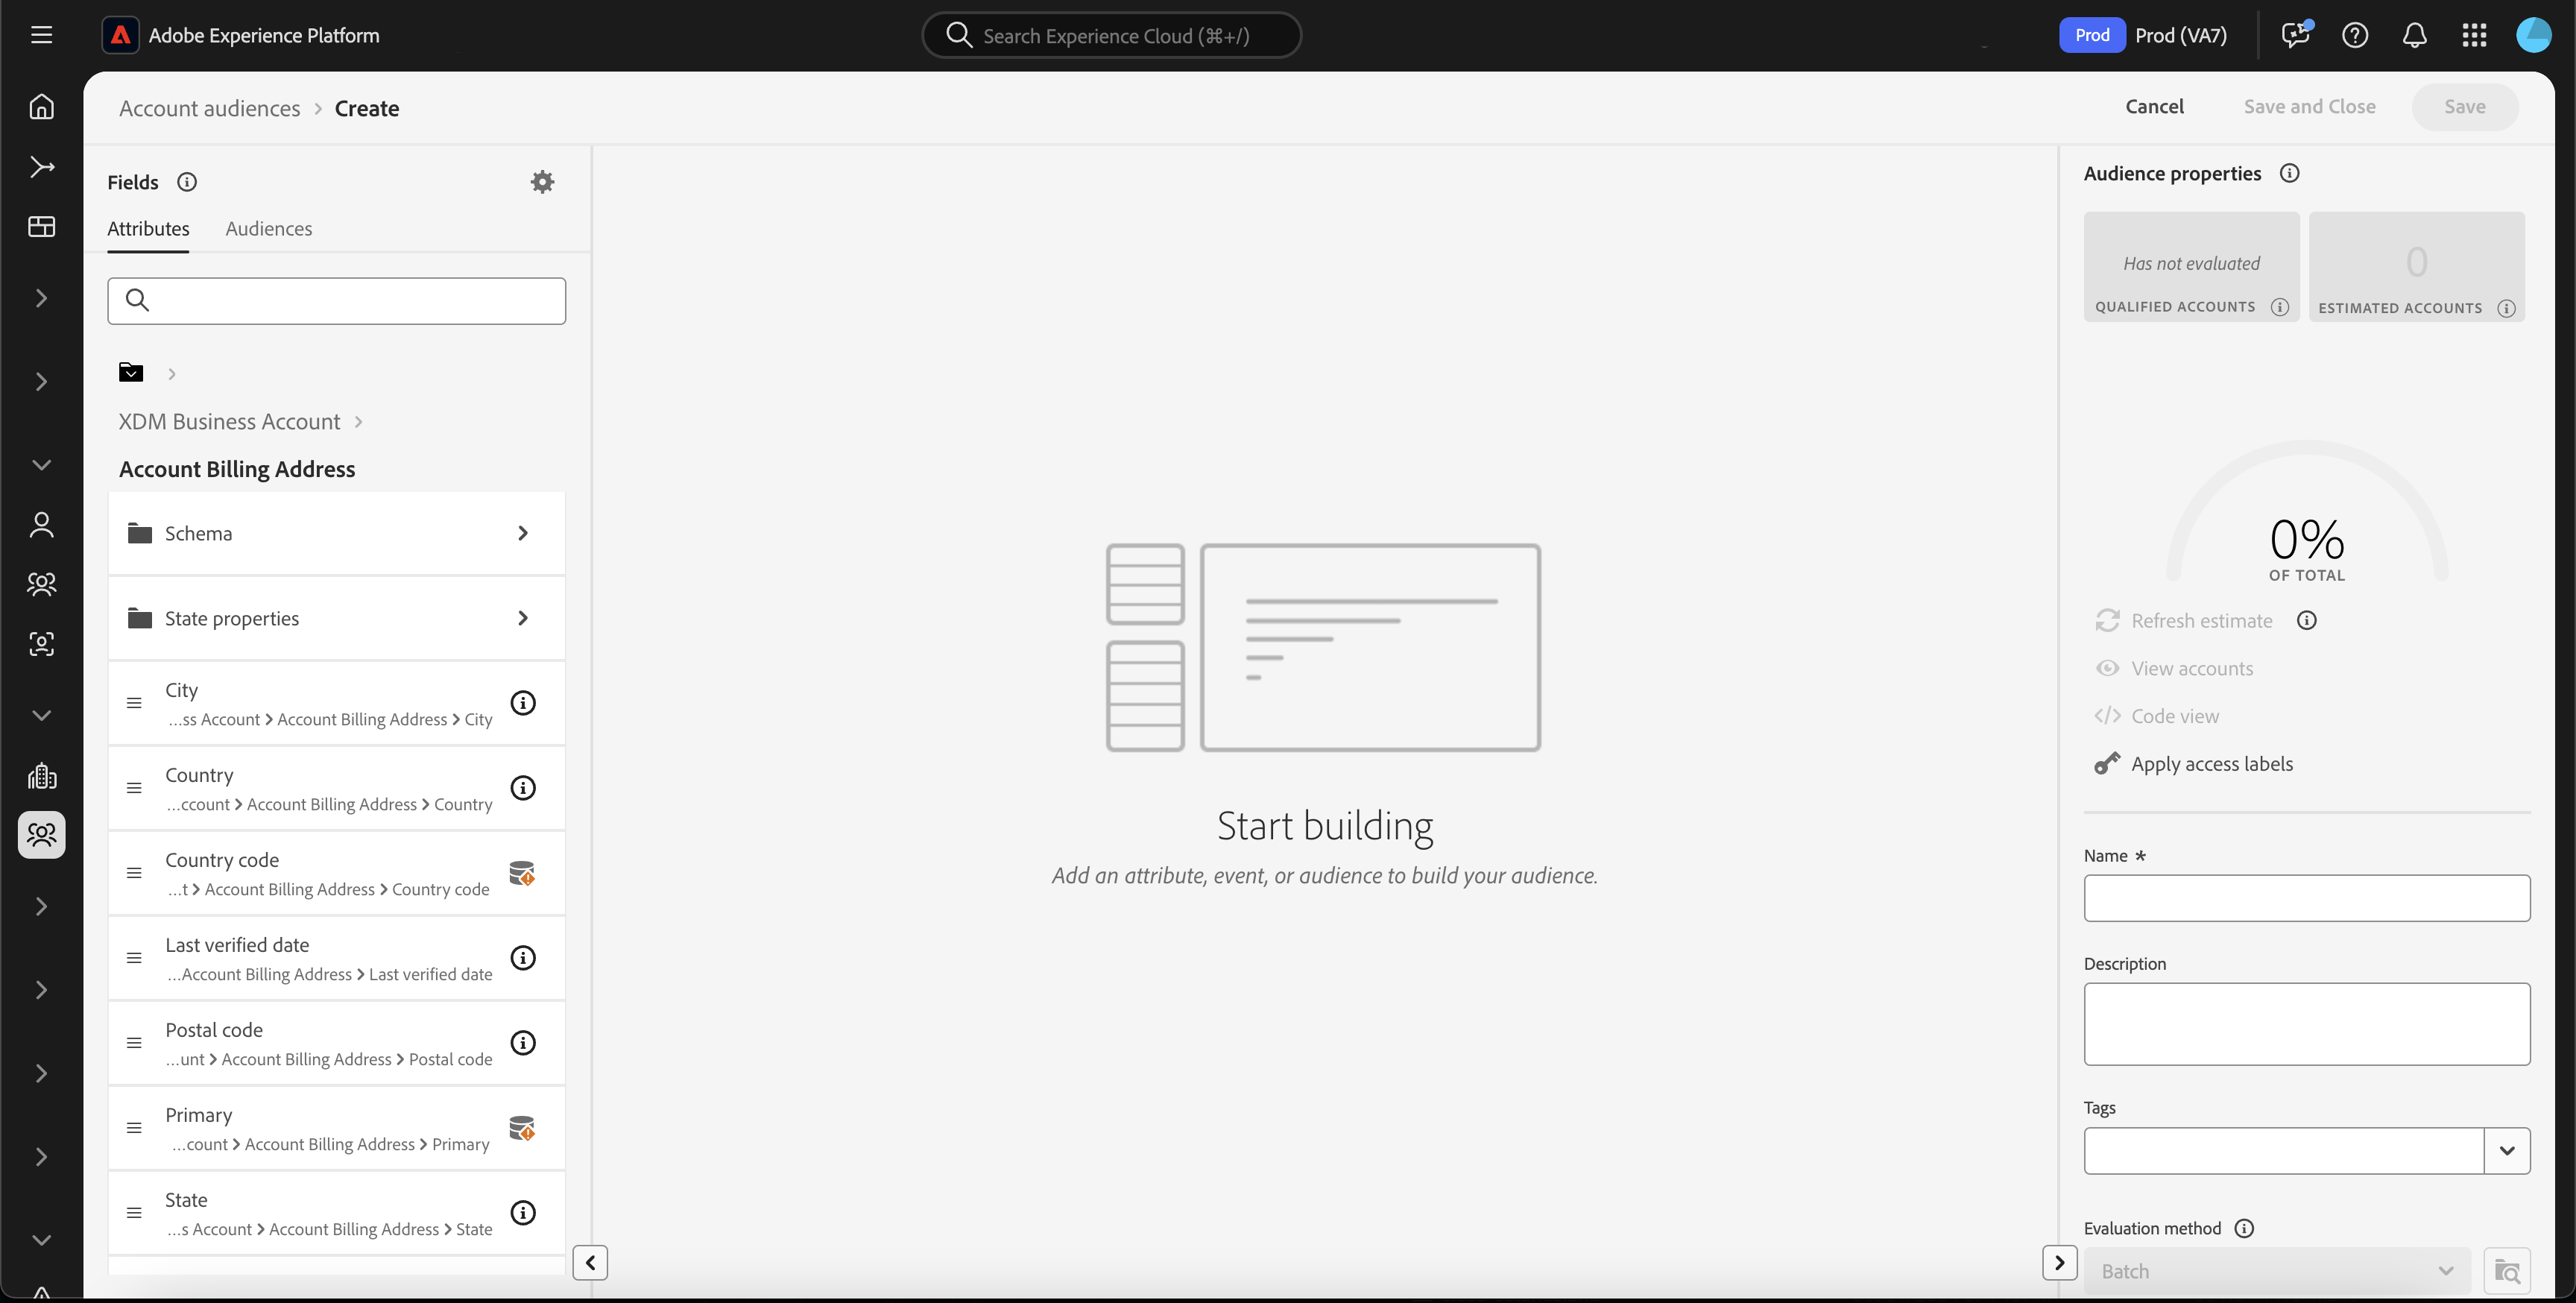 Adobe Experience Platform
Search Experience Cloud (⌘+/)
Prod
Prod (VA7)
Account audiences > Create
Cancel
Save and Close
Save
Fields
Attributes
Audiences
XDM Business Account >
Account Billing Address
Schema
State properties
City
...ss Account > Account Billing Address > City
Country
...ccount > Account Billing Address > Country
Country code
...t > Account Billing Address > Country code
Last verified date
...Account Billing Address > Last verified date
Postal code
...unt > Account Billing Address > Postal code
Primary
...count > Account Billing Address > Primary
State
...s Account > Account Billing Address > State
Start building
Add an attribute, event, or audience to build your audience.
Audience properties
Has not evaluated
QUALIFIED ACCOUNTS
0
ESTIMATED ACCOUNTS
0%
OF TOTAL
Refresh estimate
View accounts
Code view
Apply access labels
Name *
Description
Tags
Evaluation method
Batch